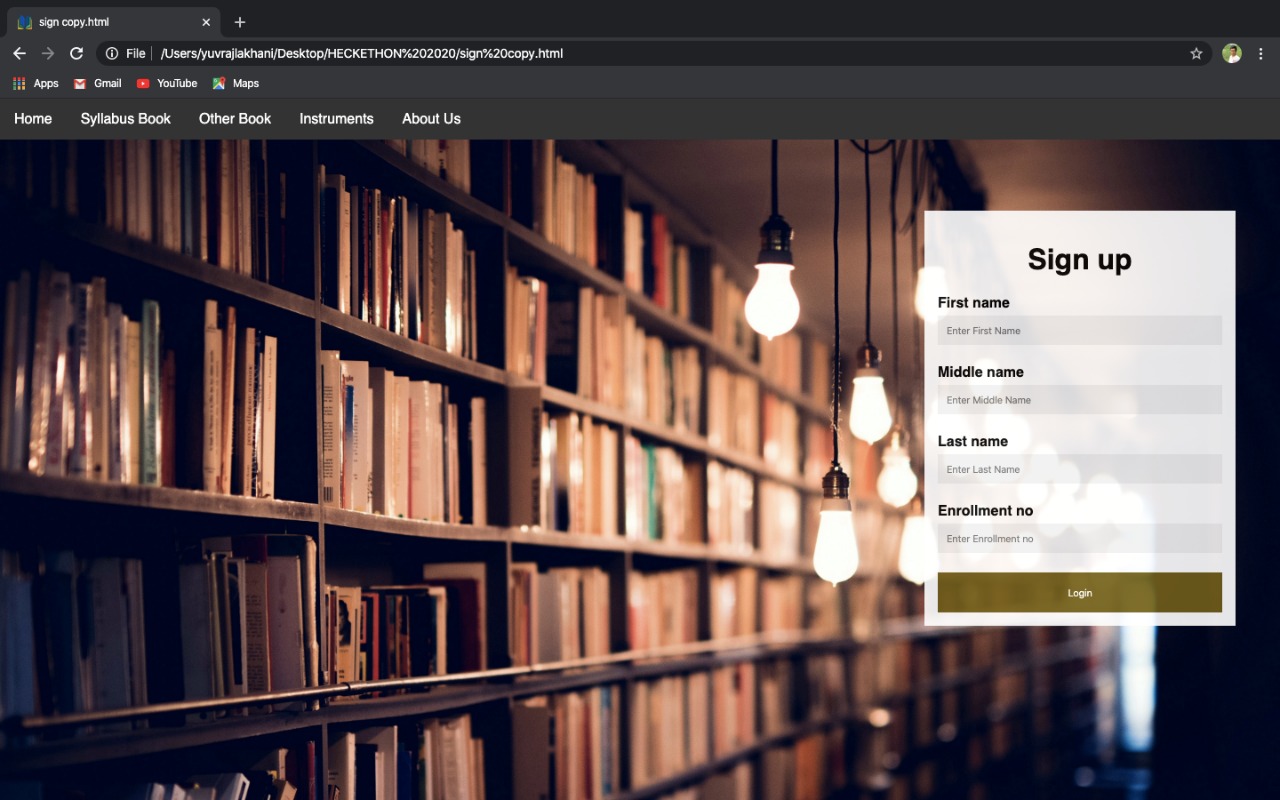 sign copy.html
File /Users/yuvrajlakhani/Desktop/HECKETHON%202020/sign%20copy.html
Apps Gmail YouTube Maps
Home Syllabus Book Other Book Instruments About Us
Sign up
First name
Enter First Name
Middle name
Enter Middle Name
Last name
Enter Last Name
Enrollment no
Enter Enrollment no
Login